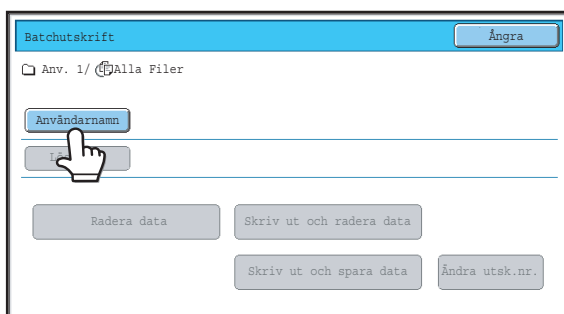 Batchutskrift
Ångra
Anv. 1/ Alla Filer
Användarnamn
Radera data
Skriv ut och radera data
Skriv ut och spara data
Ändra utsk.nr.